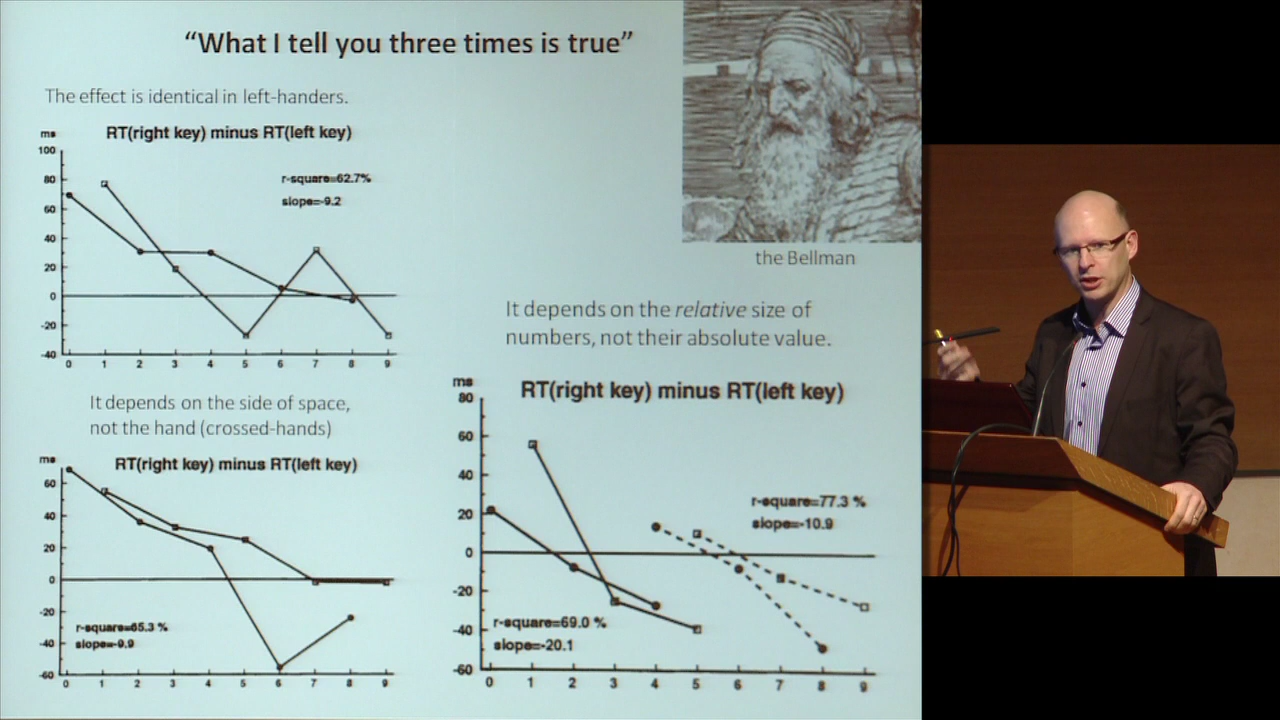 “What I tell you three times is true”
The effect is identical in left-handers.
ms
RT(right key) minus RT(left key)
100
80
60
40
20
0
-20
-40
r-square=62.7%
slope=-9.2
0 1 2 3 4 5 6 7 8 9
the Bellman
It depends on the side of space,
not the hand (crossed-hands)
ms
RT(right key) minus RT(left key)
60
40
20
0
-20
-40
-60
r-square=65.3 %
slope=-9.9
0 1 2 3 4 5 6 7 8 9
It depends on the relative size of
numbers, not their absolute value.
ms
RT(right key) minus RT(left key)
80
60
40
20
0
-20
-40
-60
r-square=77.3 %
slope=-10.9
r-square=69.0 %
slope=-20.1
0 1 2 3 4 5 6 7 8 9